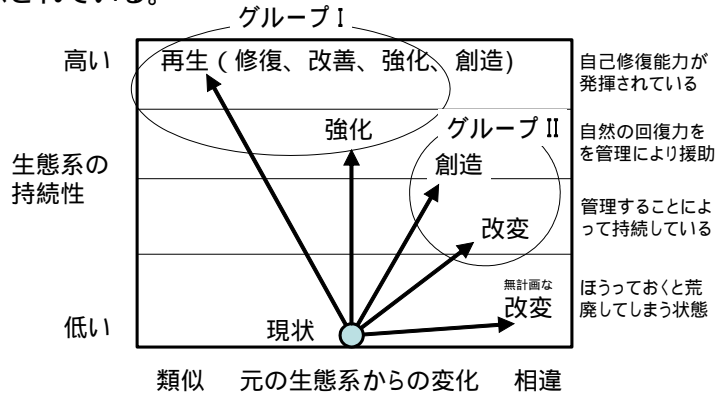 されている。
グループⅠ
高い
再生（修復、改善、強化、創造）
自己修復能力が
発揮されている
強化
グループⅡ
自然の回復力を
を管理により援助
生態系の
持続性
創造
改変
管理することによ
って持続している
無計画な
改変
ほうっておくと荒
廃してしまう状態
低い
現状
類似 元の生態系からの変化 相違